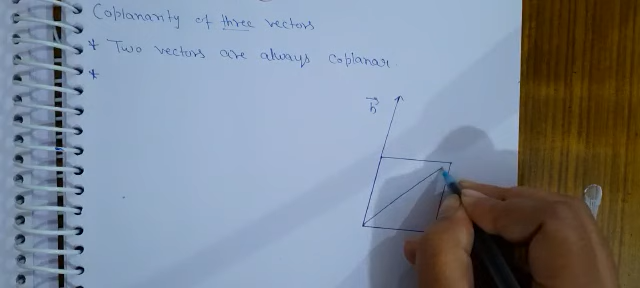 Coplanarity of three vectors
* Two vectors are always coplanar.
*
b